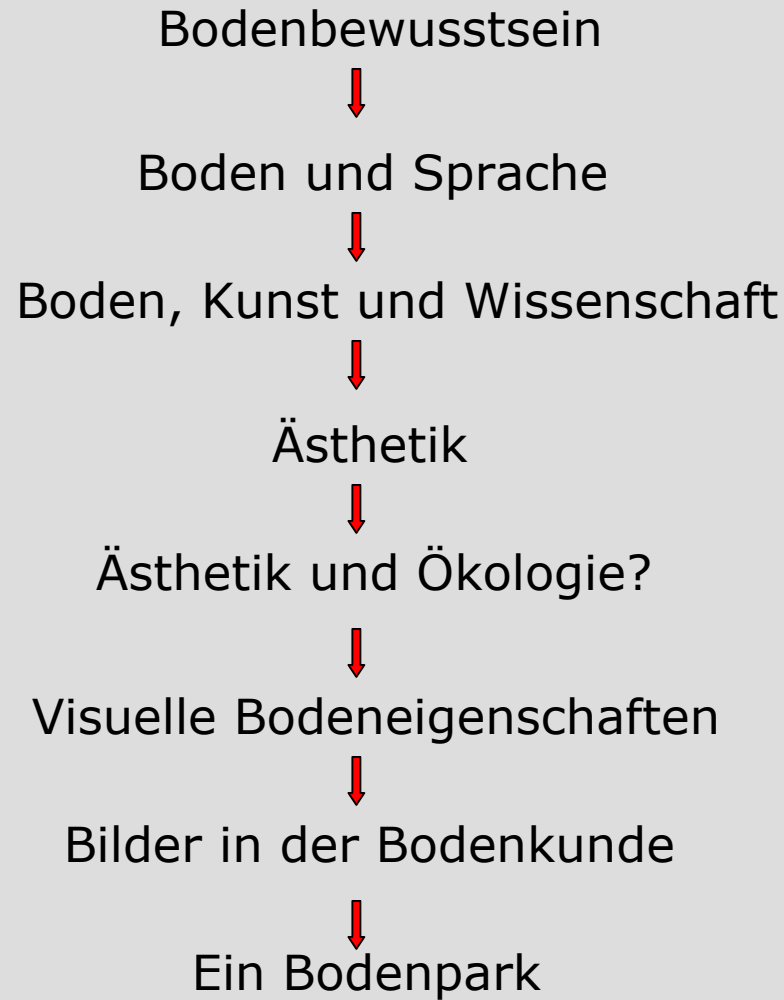 Bodenbewusstsein
Boden und Sprache
Boden, Kunst und Wissenschaft
Ästhetik
Ästhetik und Ökologie?
Visuelle Bodeneigenschaften
Bilder in der Bodenkunde
Ein Bodenpark